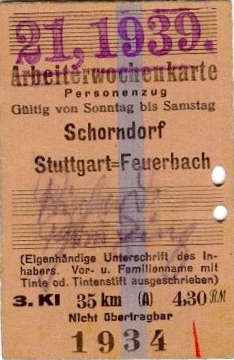 21, 1939.
Arbeiterwochenkarte
Personenzug
Gültig von Sonntag bis Samstag
Schorndorf
Stuttgart-Feuerbach
(Eigenhändige Unterschrift des In-
habers. Vor- u. Familienname mit
Tinte od. Tintenstift ausgeschrieben)
3. Kl 35 km (A) 4,30 RM
Nicht übertragbar
1934